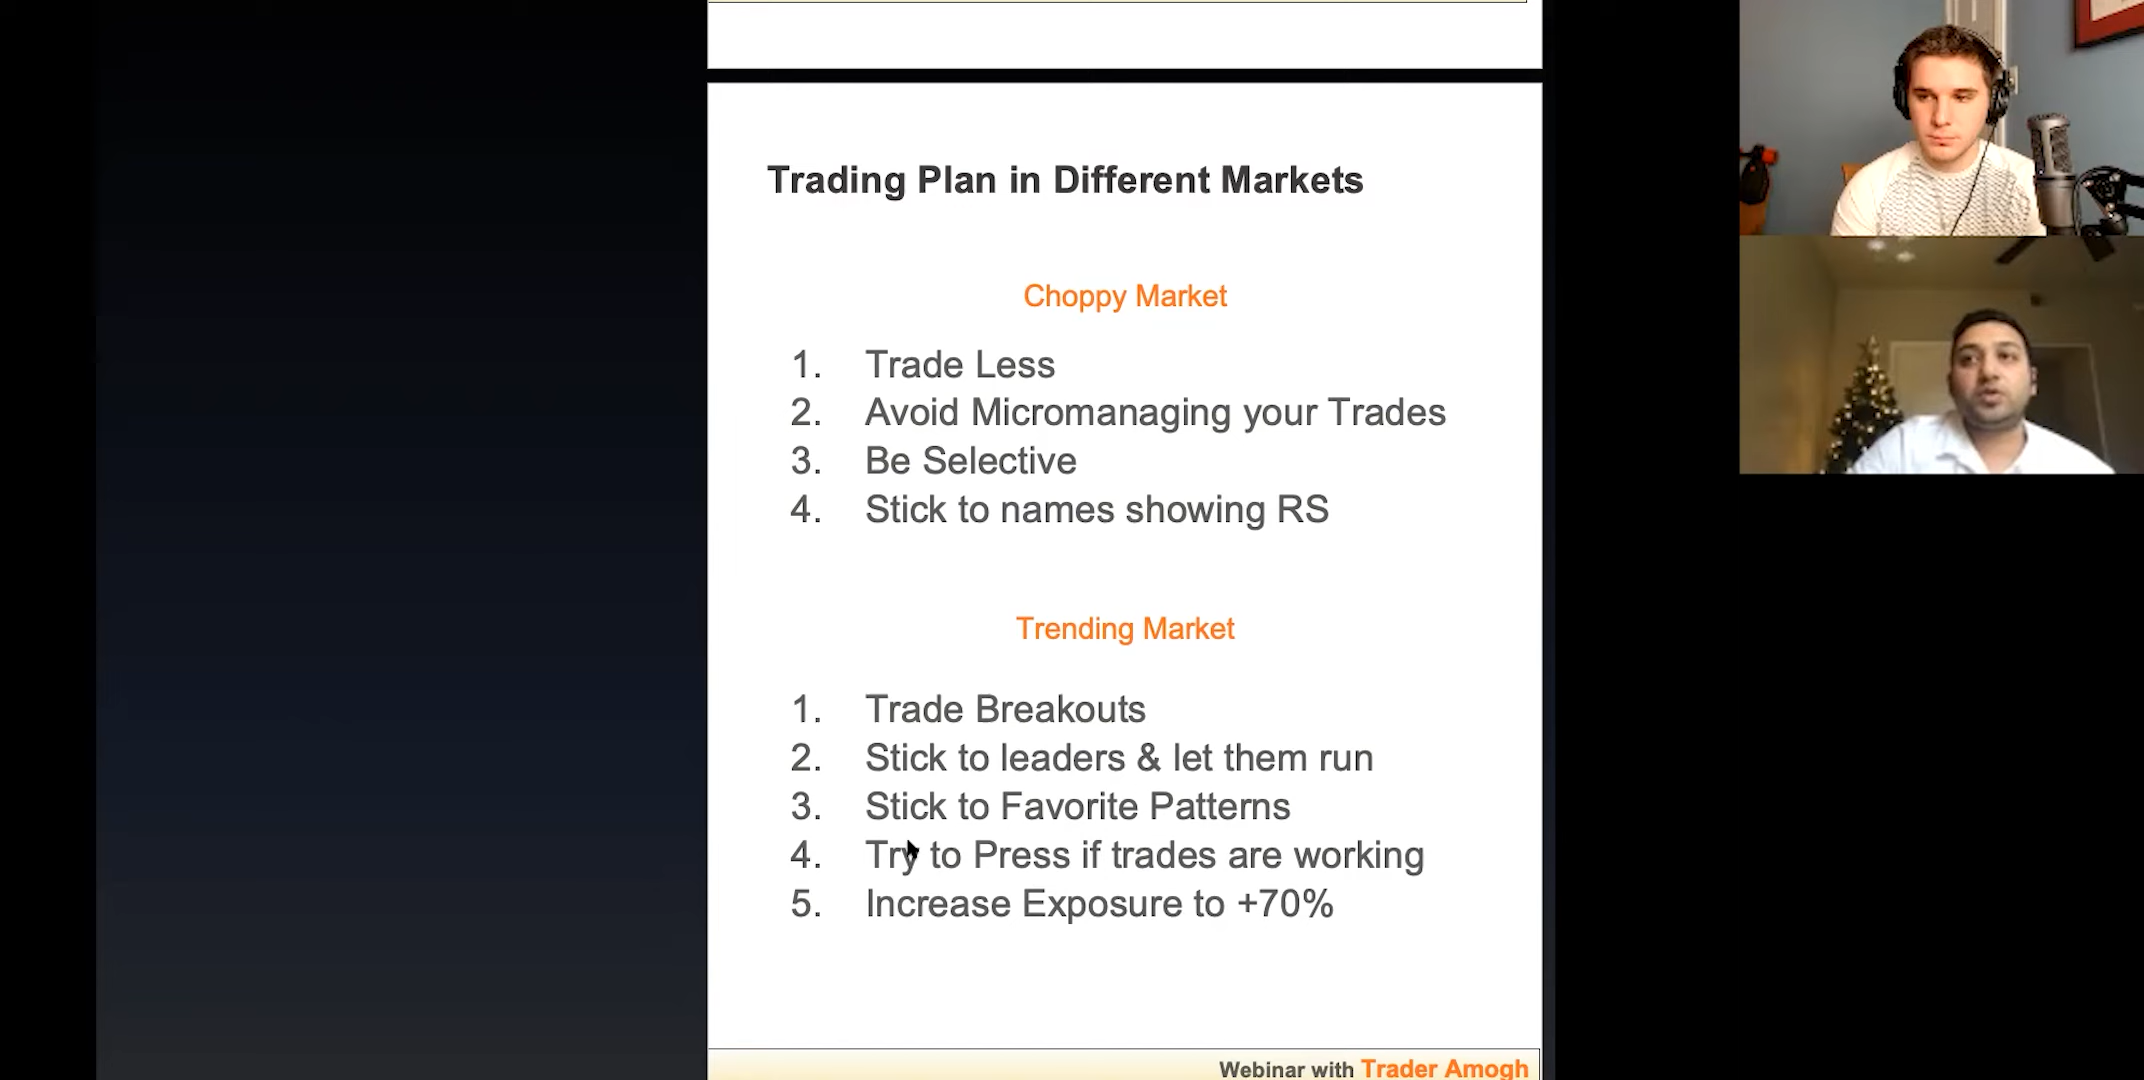 Trading Plan in Different Markets
Choppy Market
1. Trade Less
2. Avoid Micromanaging your Trades
3. Be Selective
4. Stick to names showing RS
Trending Market
1. Trade Breakouts
2. Stick to leaders & let them run
3. Stick to Favorite Patterns
4. Try to Press if trades are working
5. Increase Exposure to +70%
Webinar with Trader Amogh